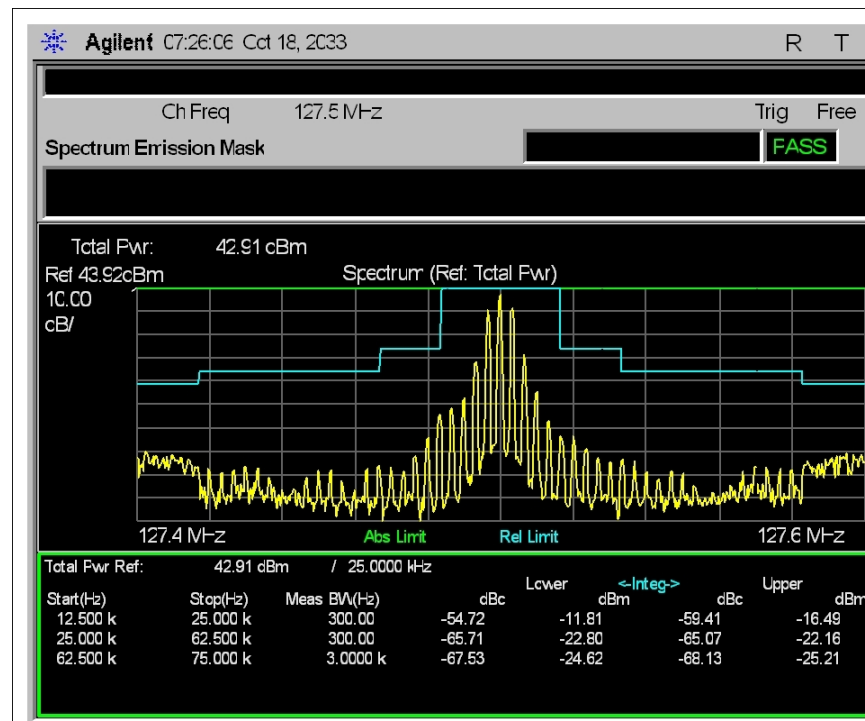 Agilent 07:26:06 Oct 18, 2033 R T
Ch Freq 127.5 MHz Trig Free
Spectrum Emission Mask PASS
Total Pwr: 42.91 dBm
Ref 43.92dBm Spectrum (Ref: Total Pwr)
10.00
dB/
127.4 MHz Abs Limit Rel Limit 127.6 MHz
Total Pwr Ref: 42.91 dBm / 25.0000 kHz
Lower <-Integ-> Upper
Start(Hz) Stop(Hz) Meas BW(Hz) dBc dBm dBc dBm
12.500 k 25.000 k 300.00 -54.72 -11.81 -59.41 -16.49
25.000 k 62.500 k 300.00 -65.71 -22.80 -65.07 -22.16
62.500 k 75.000 k 3.0000 k -67.53 -24.62 -68.13 -25.21